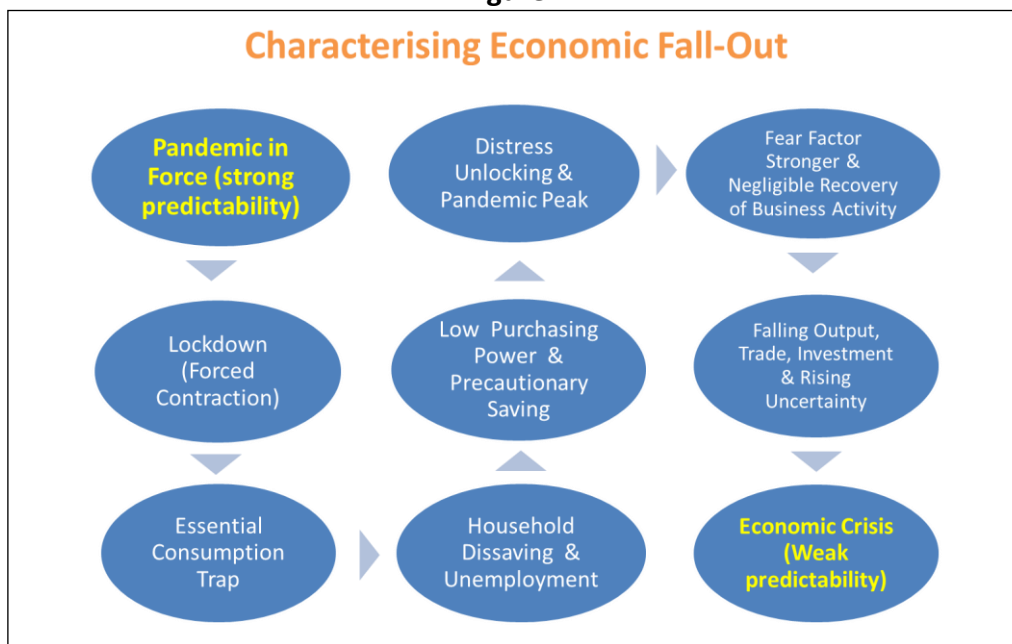 Characterising Economic Fall-Out
Pandemic in
Force (strong
predictability)
Lockdown
(Forced
Contraction)
Essential
Consumption
Trap
Household
Dissaving &
Unemployment
Low Purchasing
Power &
Precautionary
Saving
Distress
Unlocking &
Pandemic Peak
Fear Factor
Stronger &
Negligible Recovery
of Business Activity
Falling Output,
Trade, Investment
& Rising
Uncertainty
Economic Crisis
(Weak
predictability)